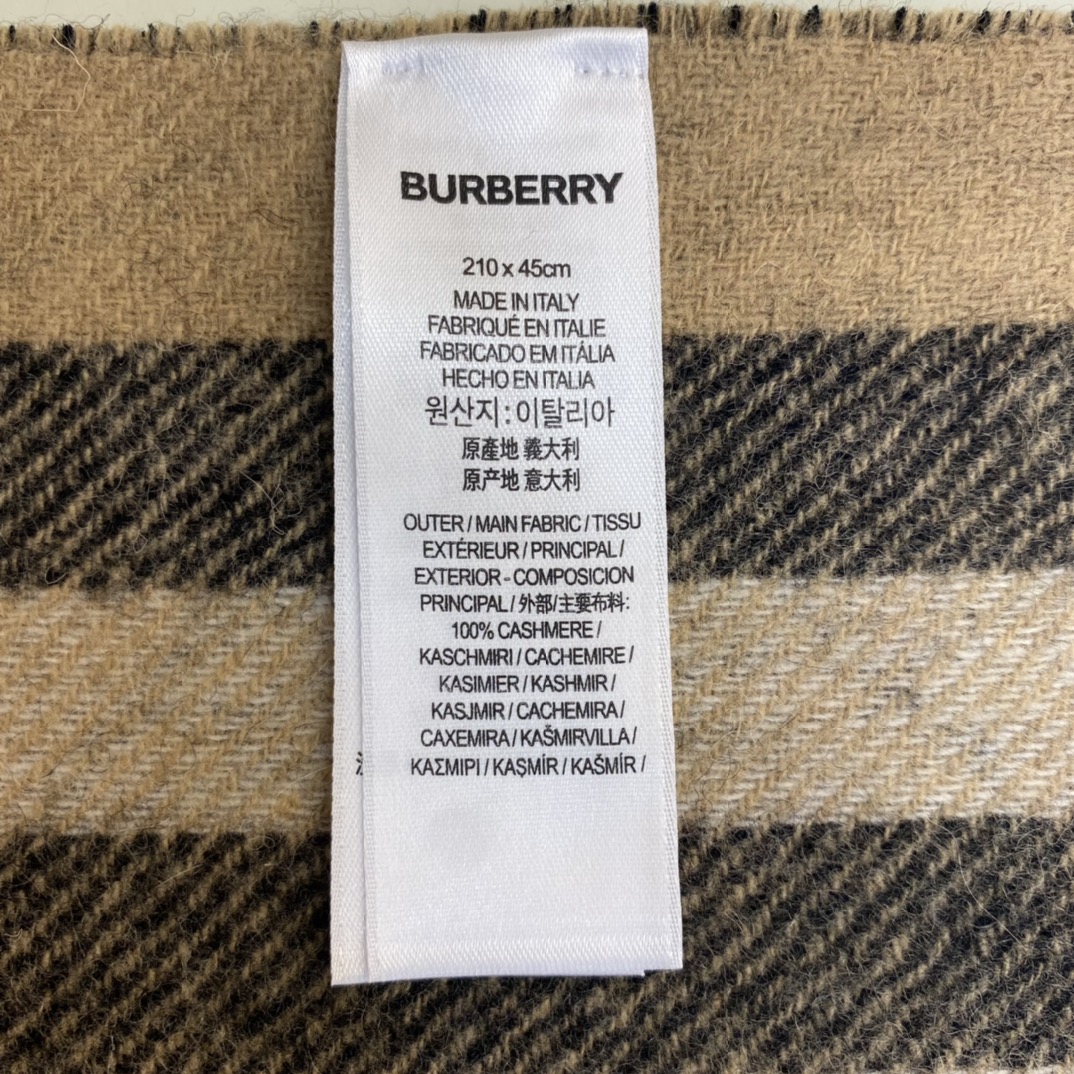 BURBERRY
210 x 45cm
MADE IN ITALY
FABRIQUÉ EN ITALIE
FABRICADO EM ITÁLIA
HECHO EN ITALIA
원산지 : 이탈리아
原產地 義大利
原产地 意大利
OUTER / MAIN FABRIC / TISSU
EXTÉRIEUR / PRINCIPAL /
EXTERIOR - COMPOSICION
PRINCIPAL / 外部/主要布料:
100% CASHMERE /
KASCHMIRI / CACHEMIRE /
KASIMIER / KASHMIR /
KASJMIR / CACHEMIRA /
CAXEMIRA / KAŠMIRVILLA /
ΚΑΣΜΙΡΙ / KAŞMİR / KAŠMÍR /